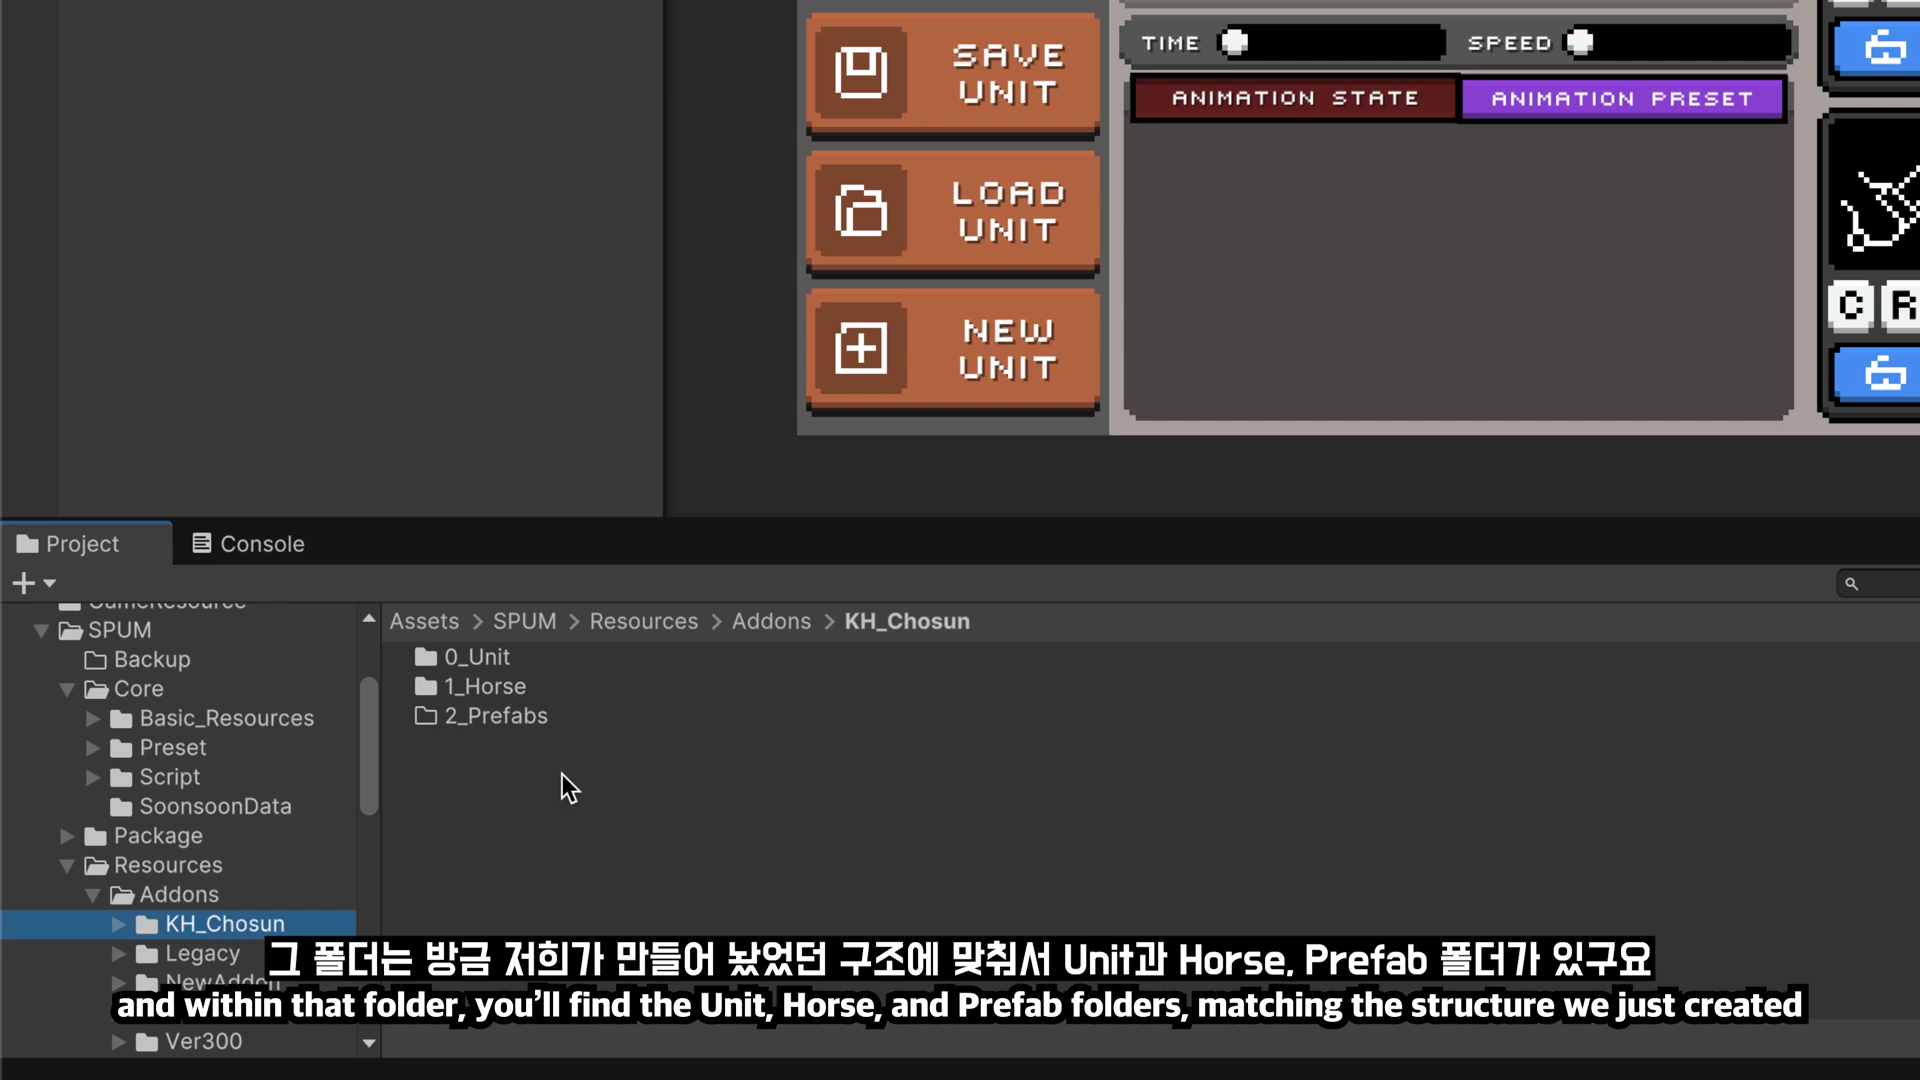 SAVE
UNIT
LOAD
UNIT
NEW
UNIT
TIME
SPEED
ANIMATION STATE
ANIMATION PRESET
C R
Project
Console
GameResource
SPUM
Backup
Core
Basic_Resources
Preset
Script
SoonsoonData
Package
Resources
Addons
KH_Chosun
Legacy
NewAddon
Ver300
Assets > SPUM > Resources > Addons > KH_Chosun
0_Unit
1_Horse
2_Prefabs
그 폴더는 방금 저희가 만들어 놨었던 구조에 맞춰서 Unit과 Horse, Prefab 폴더가 있구요
and within that folder, you’ll find the Unit, Horse, and Prefab folders, matching the structure we just created